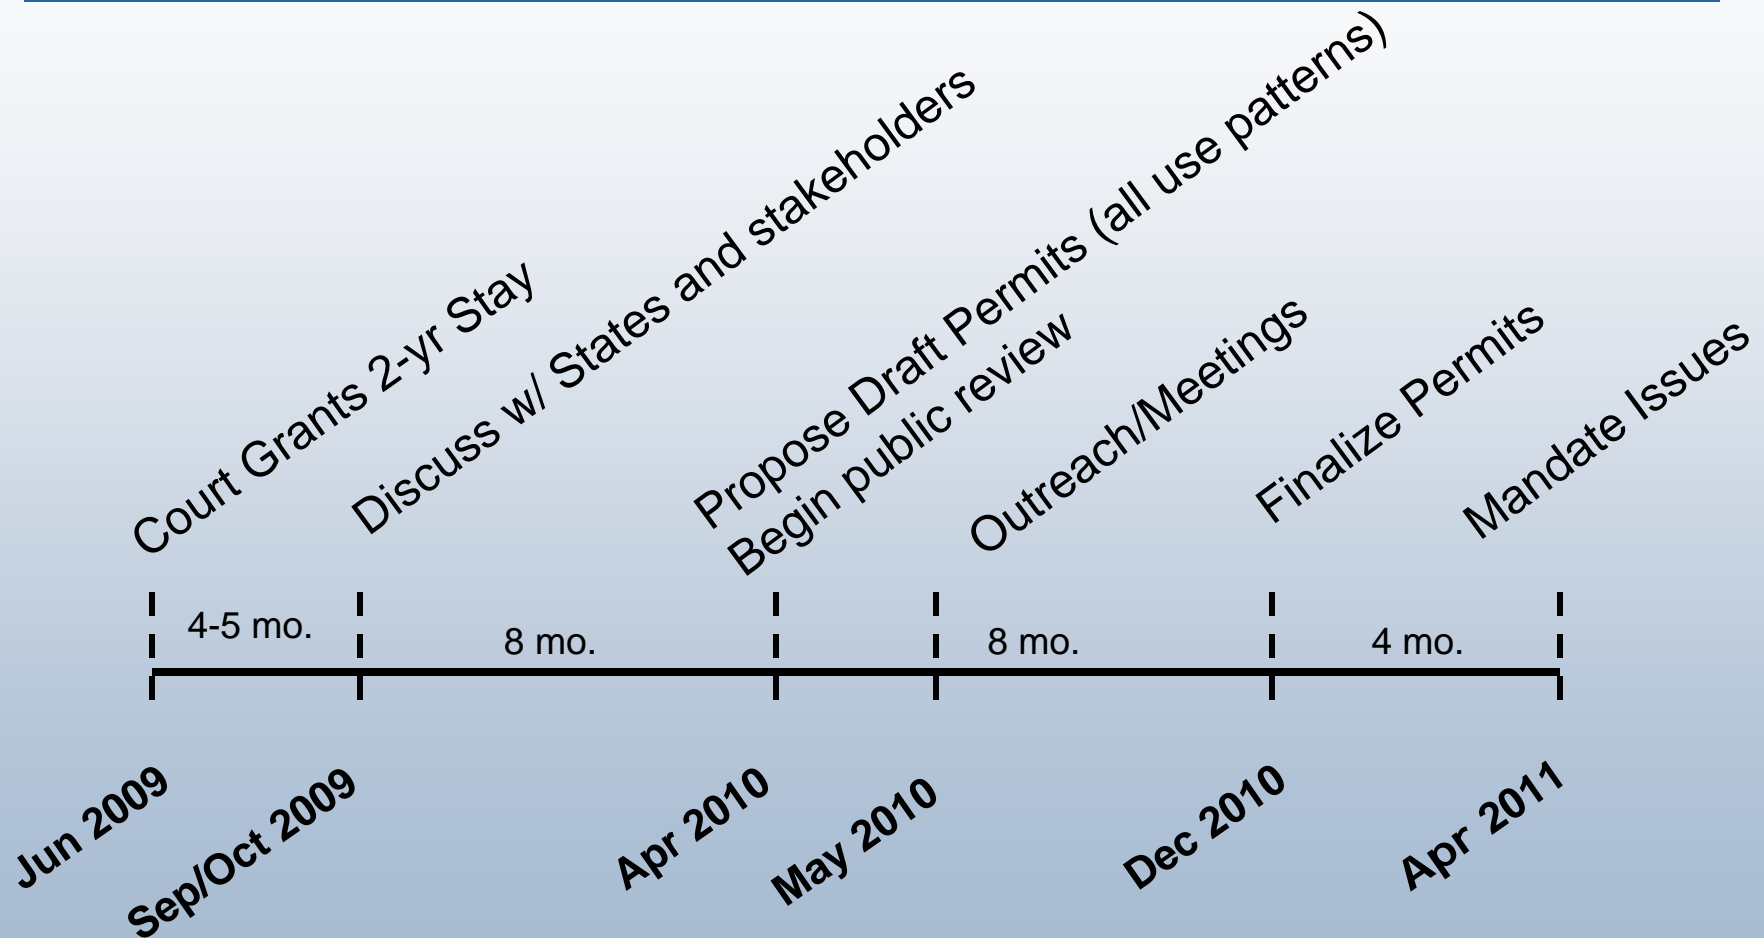 Court Grants 2-yr Stay
Discuss w/ States and stakeholders
Propose Draft Permits (all use patterns)
Begin public review
Outreach/Meetings
Finalize Permits
Mandate Issues
4-5 mo.
8 mo.
8 mo.
4 mo.
Jun 2009
Sep/Oct 2009
Apr 2010
May 2010
Dec 2010
Apr 2011